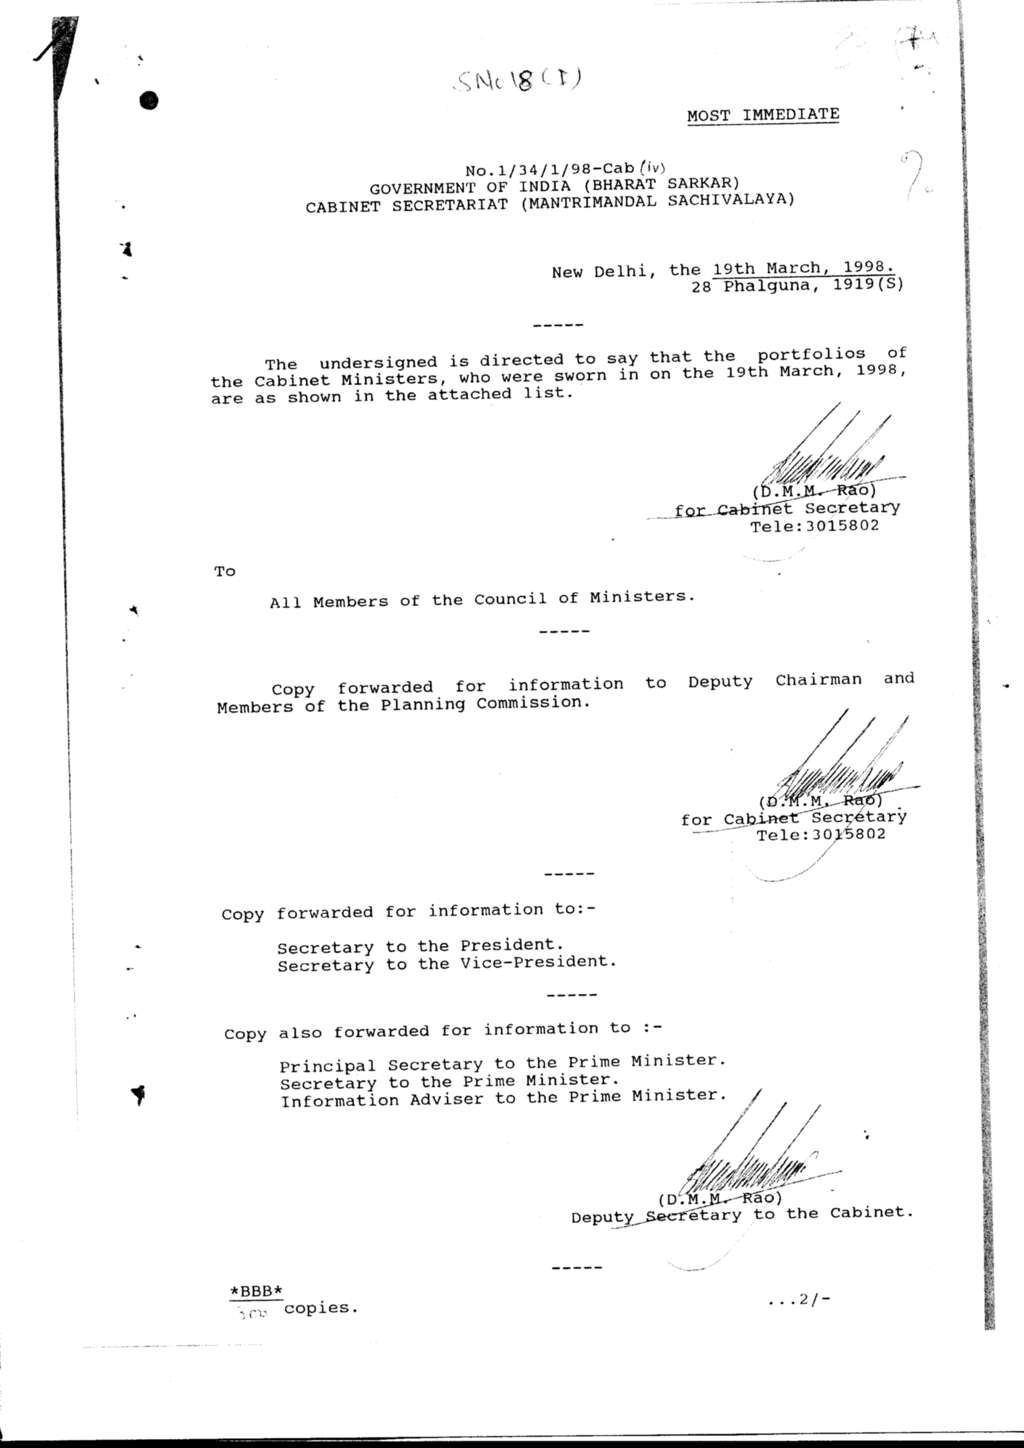 SNo 18 (I)
MOST IMMEDIATE
No.1/34/1/98-Cab (iv)
GOVERNMENT OF INDIA (BHARAT SARKAR)
CABINET SECRETARIAT (MANTRIMANDAL SACHIVALAYA)
New Delhi, the 19th March, 1998.
28 Phalguna, 1919(S)
-----
The undersigned is directed to say that the portfolios of
the Cabinet Ministers, who were sworn in on the 19th March, 1998,
are as shown in the attached list.
(D.M.M. Rao)
for Cabinet Secretary
Tele:3015802
To
All Members of the Council of Ministers.
-----
Copy forwarded for information to Deputy Chairman and
Members of the Planning Commission.
(D.M.M. Rao)
for Cabinet Secretary
Tele:3015802
-----
Copy forwarded for information to:-
Secretary to the President.
Secretary to the Vice-President.
-----
Copy also forwarded for information to :-
Principal Secretary to the Prime Minister.
Secretary to the Prime Minister.
Information Adviser to the Prime Minister.
(D.M.M. Rao)
Deputy Secretary to the Cabinet.
-----
*BBB*
copies.
...2/-